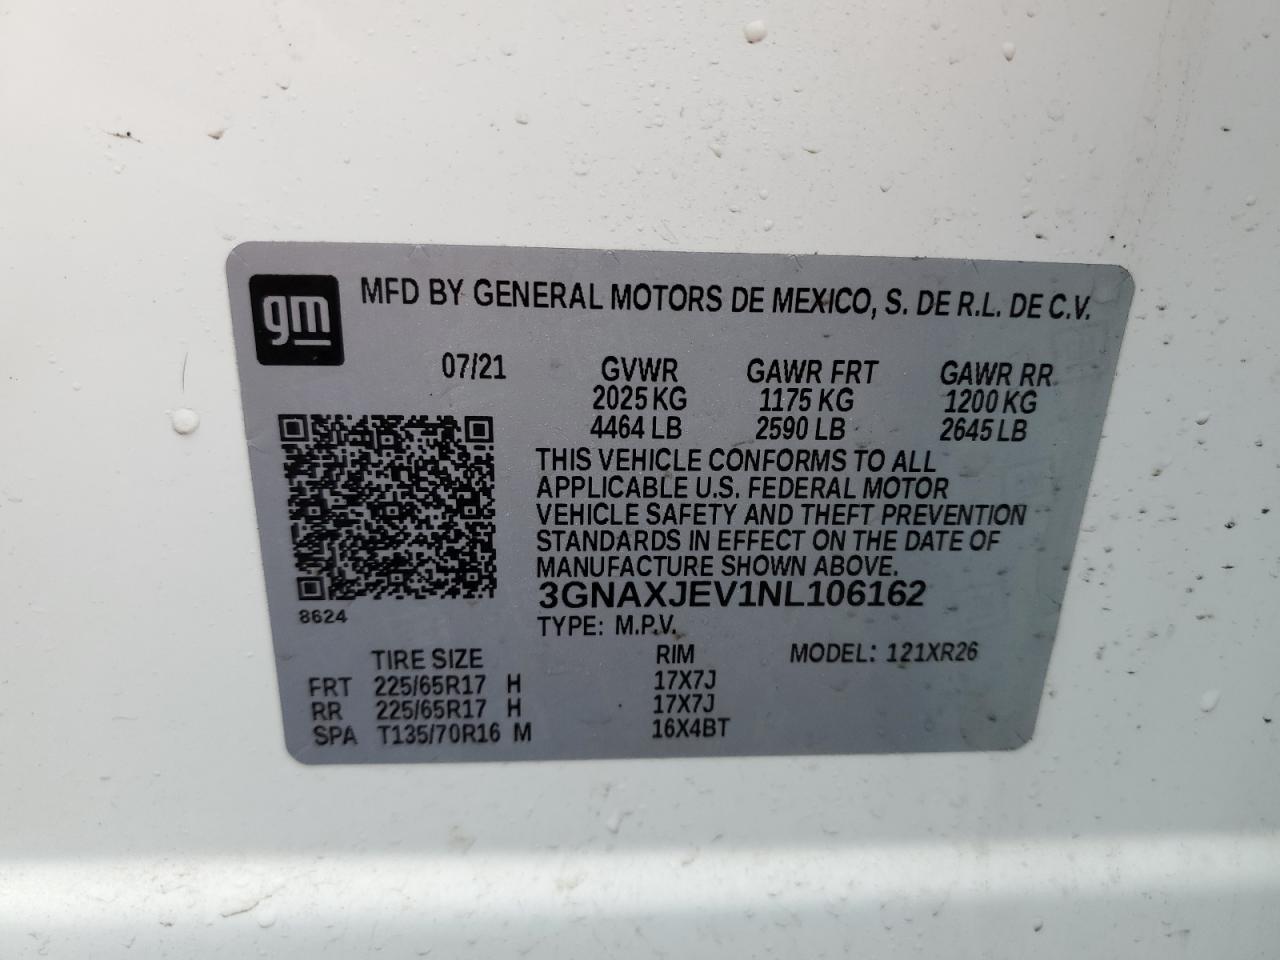 gm
MFD BY GENERAL MOTORS DE MEXICO, S. DE R.L. DE C.V.
07/21 GVWR GAWR FRT GAWR RR
2025 KG 1175 KG 1200 KG
4464 LB 2590 LB 2645 LB
THIS VEHICLE CONFORMS TO ALL
APPLICABLE U.S. FEDERAL MOTOR
VEHICLE SAFETY AND THEFT PREVENTION
STANDARDS IN EFFECT ON THE DATE OF
MANUFACTURE SHOWN ABOVE.
3GNAXJEV1NL106162
8624
TYPE: M.P.V.
TIRE SIZE RIM MODEL: 121XR26
FRT 225/65R17 H 17X7J
RR 225/65R17 H 17X7J
SPA T135/70R16 M 16X4BT